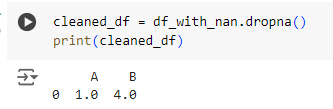 cleaned_df = df_with_nan.dropna()
print(cleaned_df)
     A    B
0  1.0  4.0